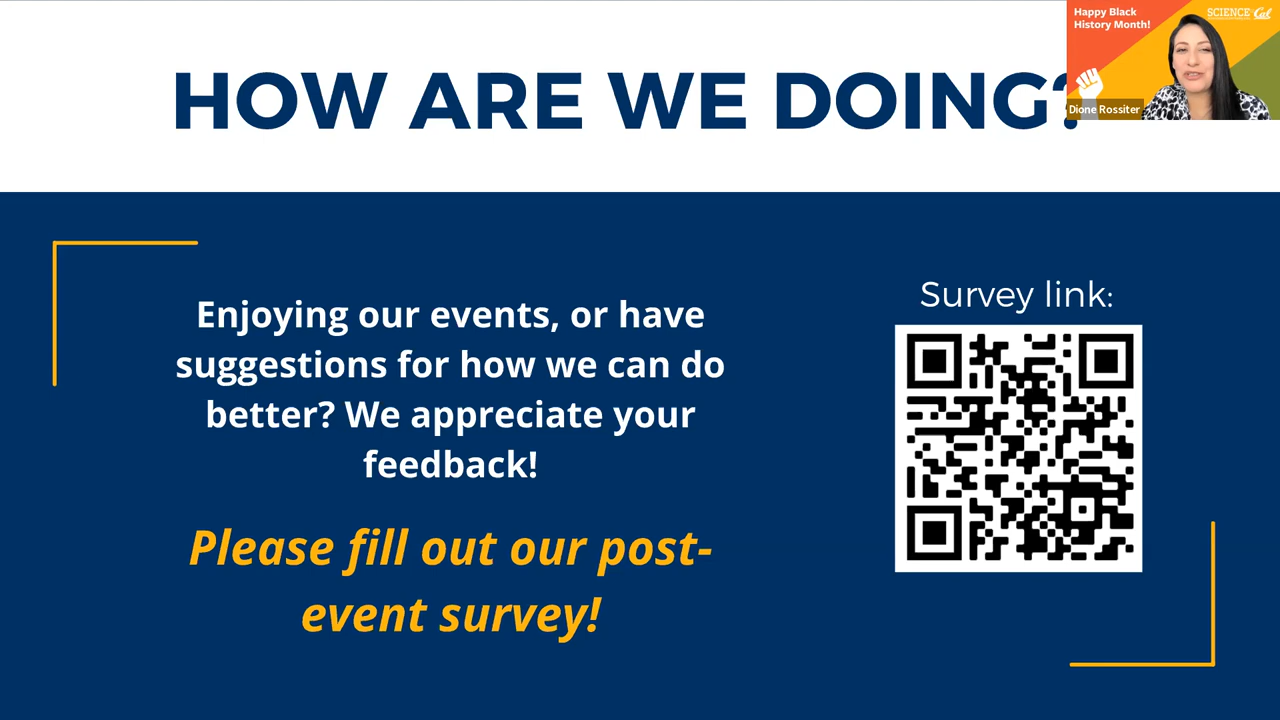 Happy Black
History Month!
SCIENCE Cal
Dione Rossiter
HOW ARE WE DOING?
Enjoying our events, or have
suggestions for how we can do
better? We appreciate your
feedback!
Please fill out our post-
event survey!
Survey link: